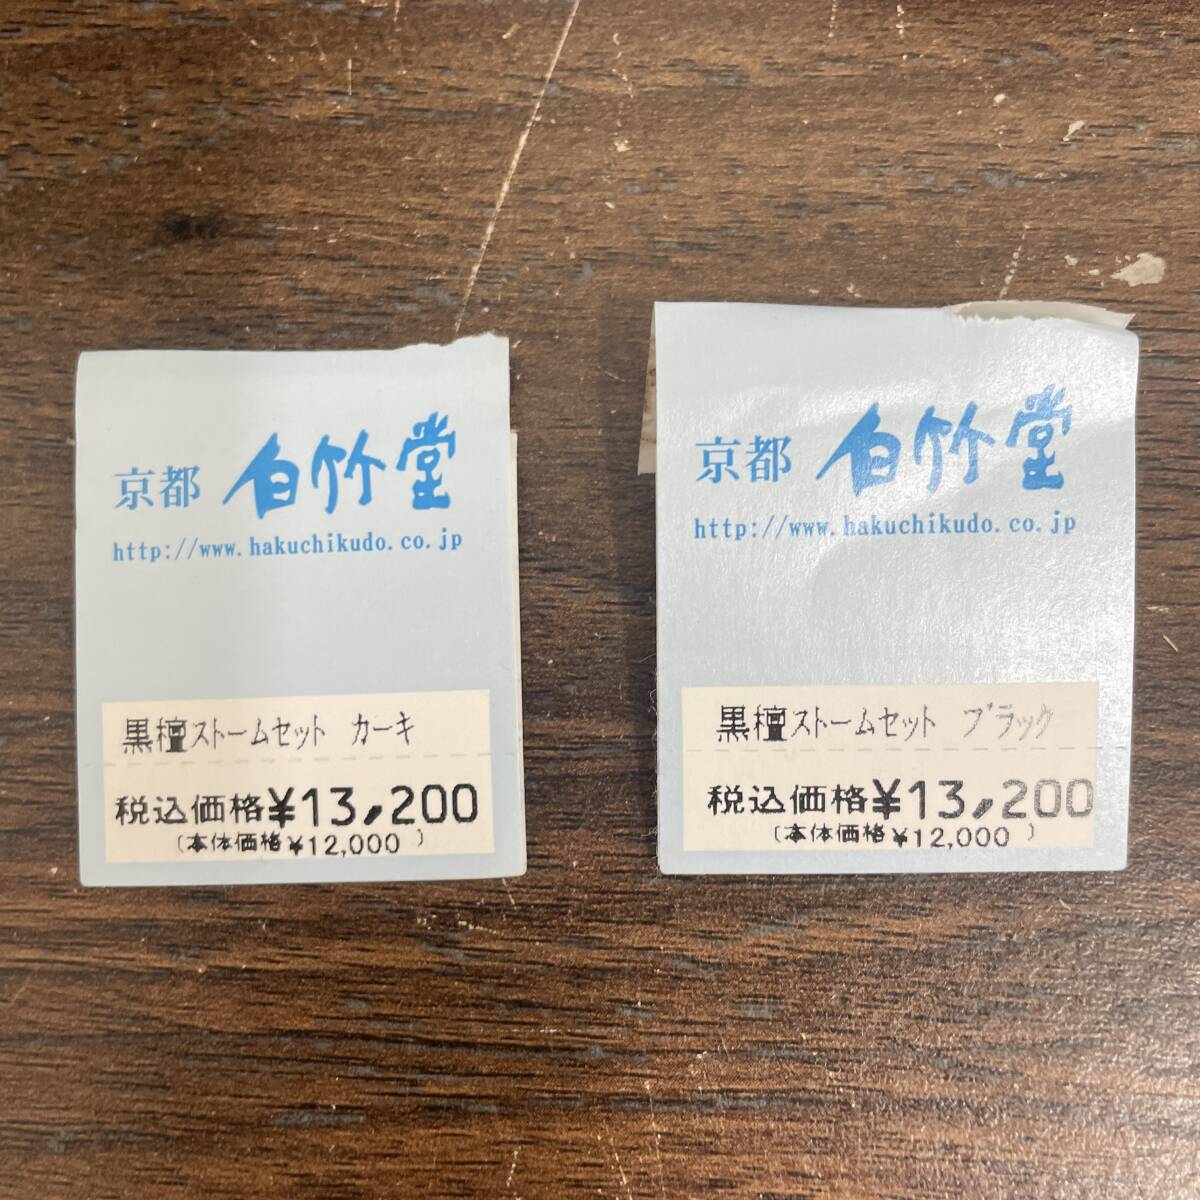 京都 白竹堂
http://www.hakuchikudo.co.jp
黒檀ストームセット カーキ
税込価格¥13,200
(本体価格¥12,000 )
京都 白竹堂
http://www.hakuchikudo.co.jp
黒檀ストームセット ブラック
税込価格¥13,200
(本体価格¥12,000 )